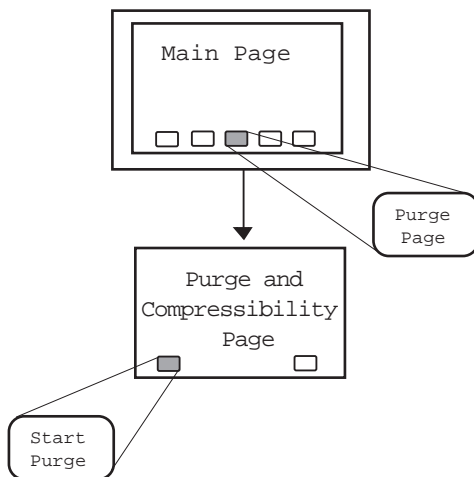 Main Page
Purge
Page
Purge and
Compressibility
Page
Start
Purge